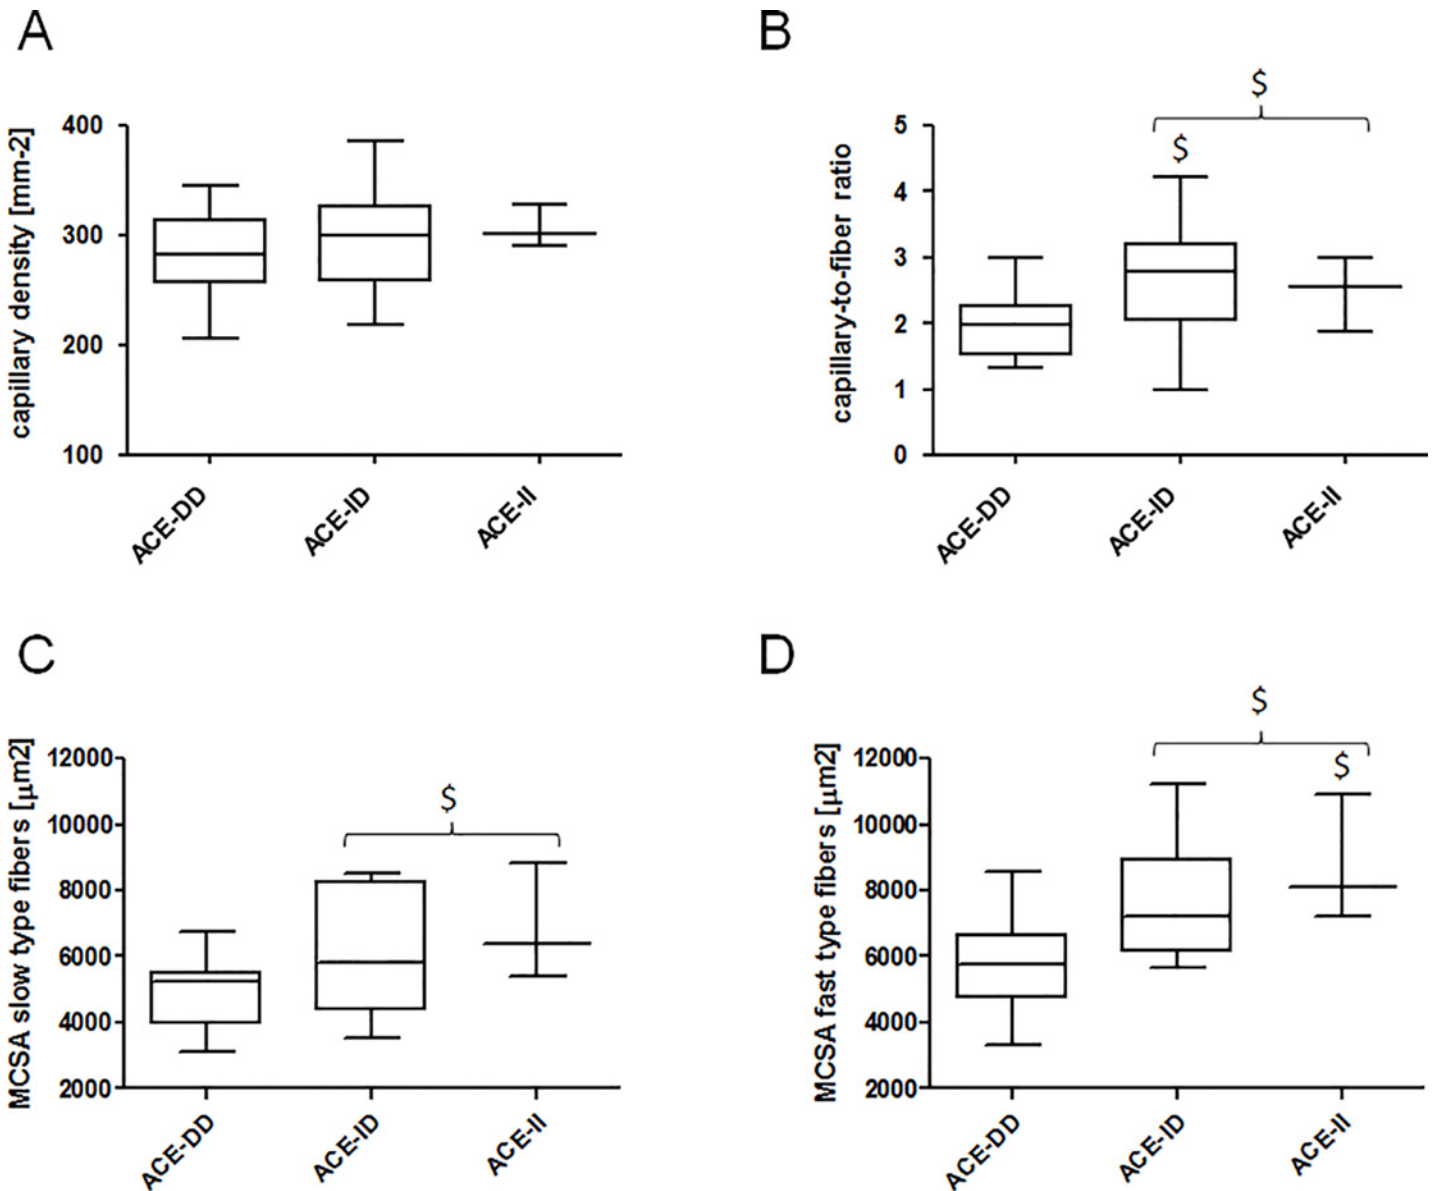 A
capillary density [mm-2]
400
300
200
100
ACE-DD
ACE-ID
ACE-II
B
capillary-to-fiber ratio
$
$
5
4
3
2
1
0
ACE-DD
ACE-ID
ACE-II
C
MCSA slow type fibers [μm2]
12000
10000
8000
6000
4000
2000
$
ACE-DD
ACE-ID
ACE-II
D
MCSA fast type fibers [μm2]
$
$
12000
10000
8000
6000
4000
2000
ACE-DD
ACE-ID
ACE-II